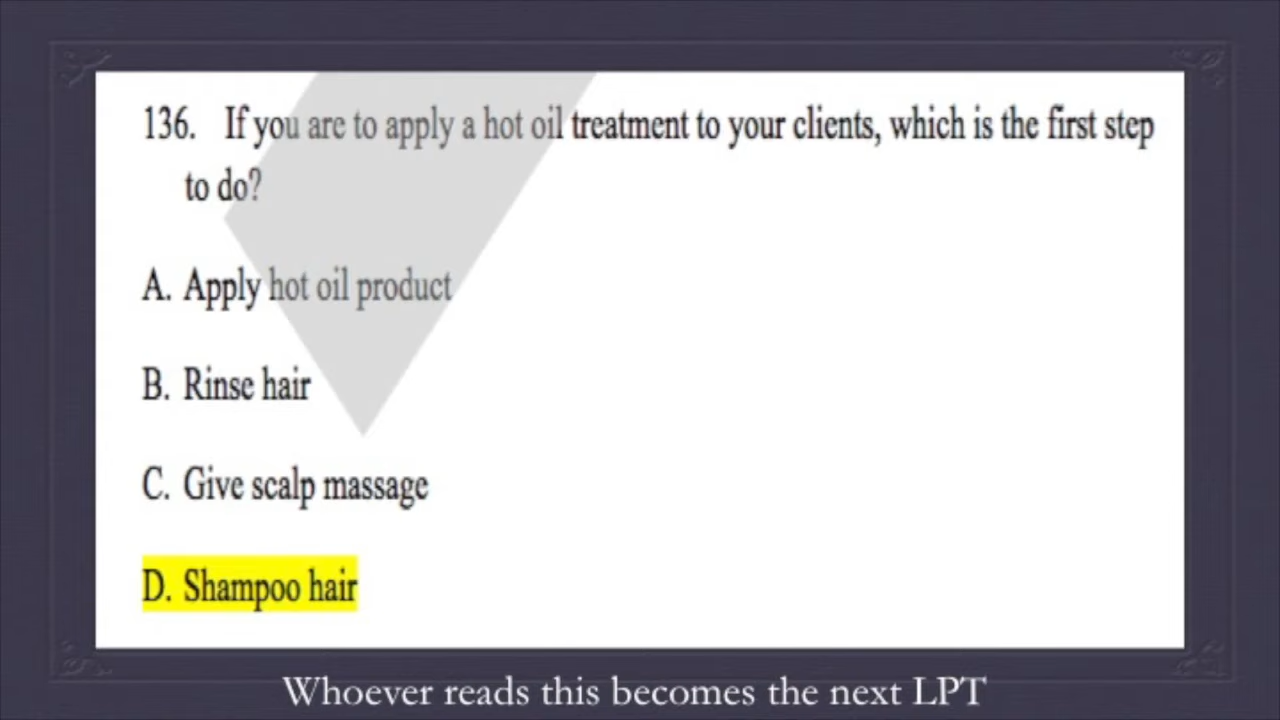 136. If you are to apply a hot oil treatment to your clients, which is the first step
to do?
A. Apply hot oil product
B. Rinse hair
C. Give scalp massage
D. Shampoo hair
Whoever reads this becomes the next LPT